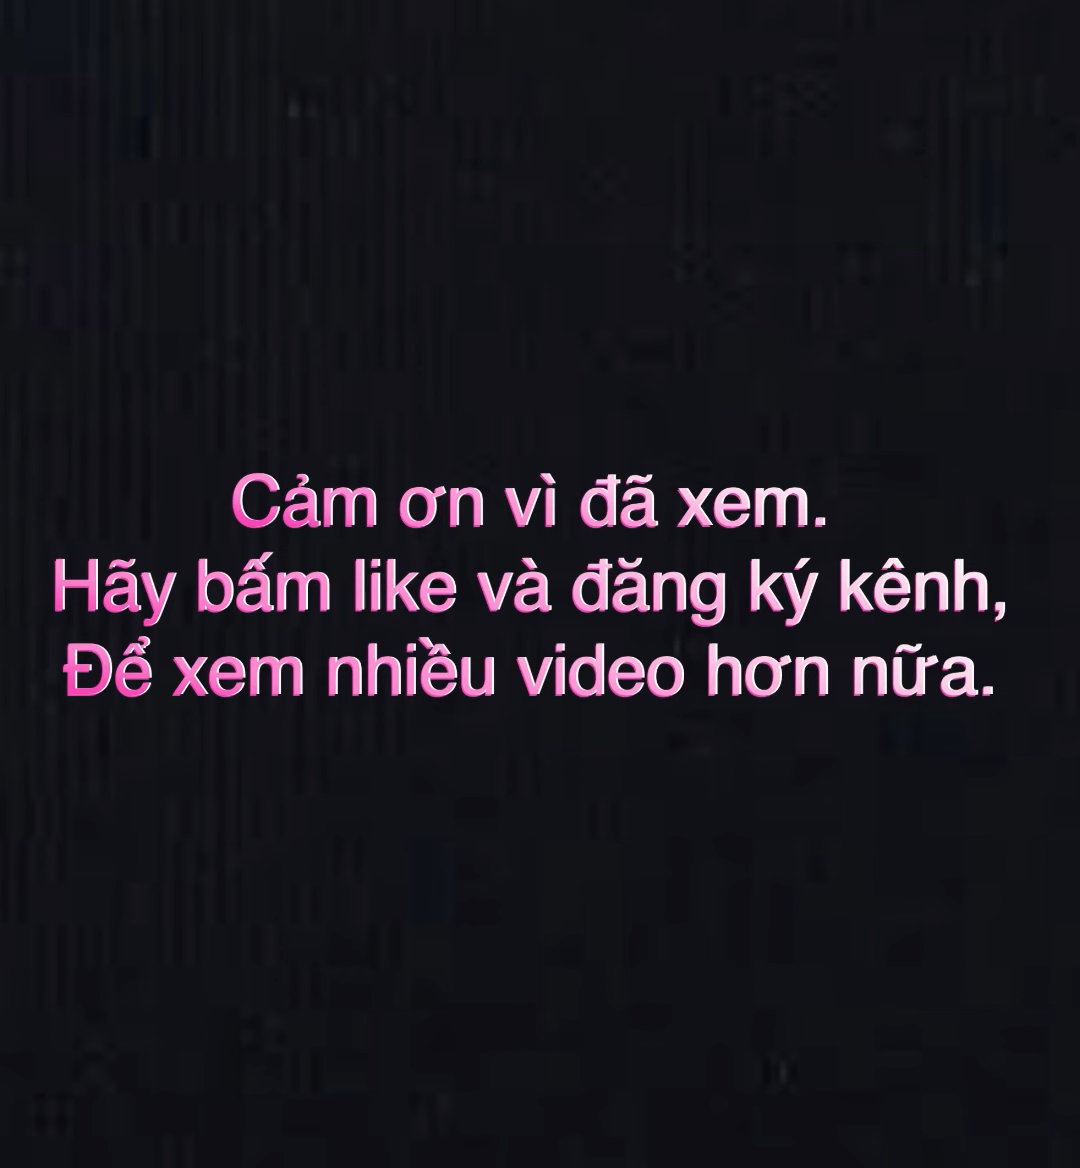 Cảm ơn vì đã xem.
Hãy bấm like và đăng ký kênh,
Để xem nhiều video hơn nữa.